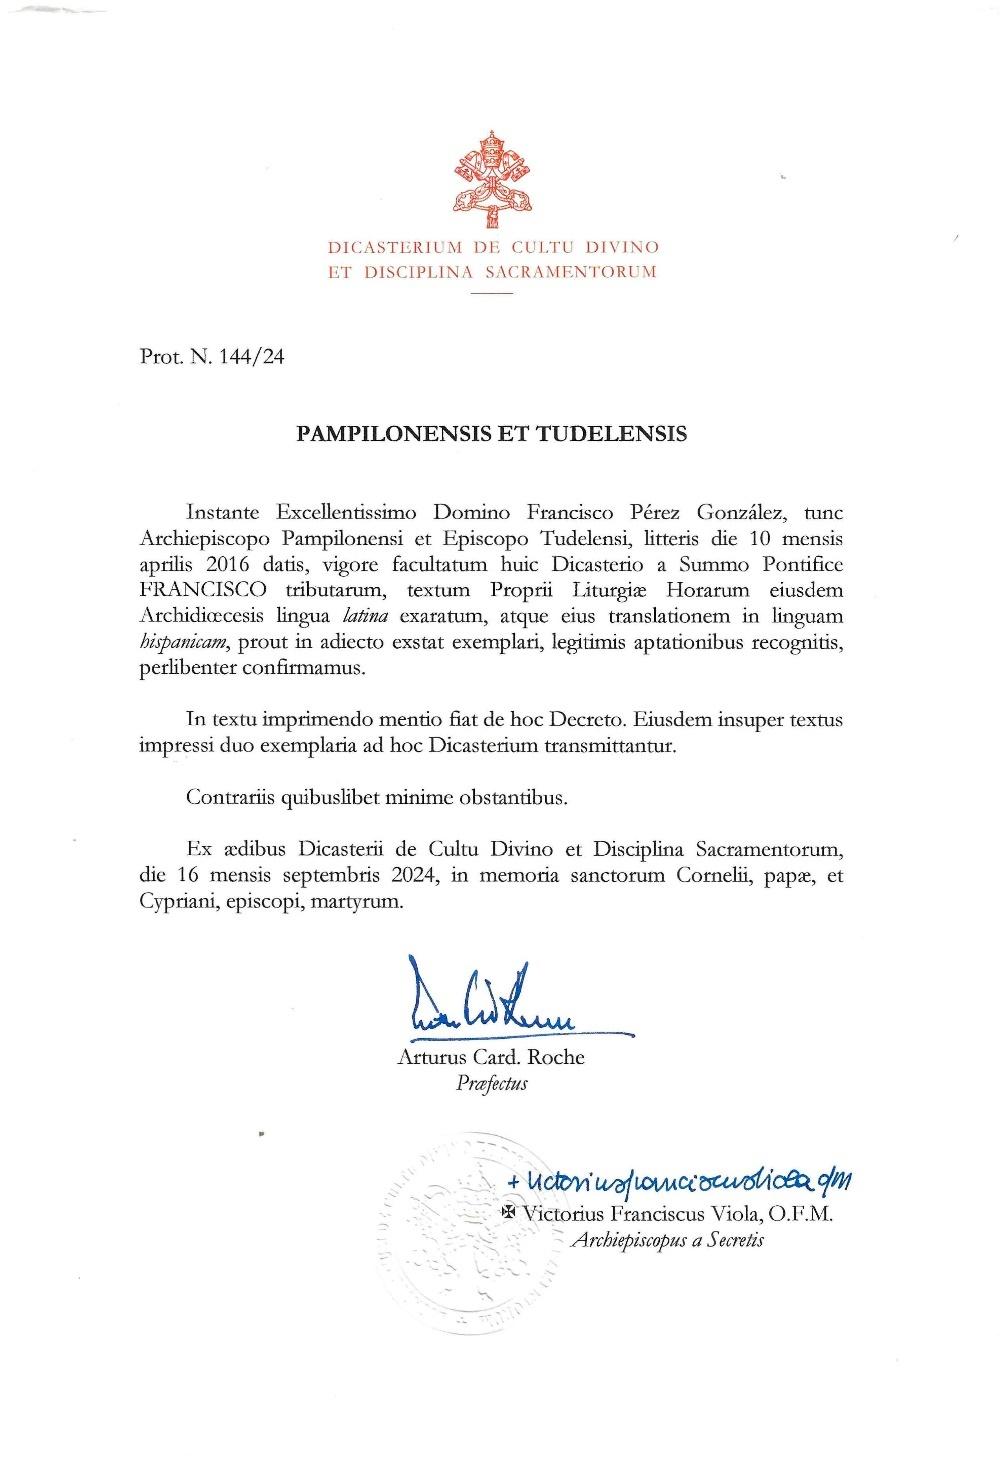 DICASTERIUM DE CULTU DIVINO
ET DISCIPLINA SACRAMENTORUM
Prot. N. 144/24
PAMPILONENSIS ET TUDELENSIS
Instante Excellentissimo Domino Francisco Pérez González, tunc
Archiepiscopo Pampilonensi et Episcopo Tudelensi, litteris die 10 mensis
aprilis 2016 datis, vigore facultatum huic Dicasterio a Summo Pontifice
FRANCISCO tributarum, textum Proprii Liturgiæ Horarum eiusdem
Archidiœcesis lingua latina exaratum, atque eius translationem in linguam
hispanicam, prout in adiecto exstat exemplari, legitimis aptationibus recognitis,
perlibenter confirmamus.
In textu imprimendo mentio fiat de hoc Decreto. Eiusdem insuper textus
impressi duo exemplaria ad hoc Dicasterium transmittantur.
Contrariis quibuslibet minime obstantibus.
Ex ædibus Dicasterii de Cultu Divino et Disciplina Sacramentorum,
die 16 mensis septembris 2024, in memoria sanctorum Cornelii, papæ, et
Cypriani, episcopi, martyrum.
Arturus Card. Roche
Præfectus
+ Victorius franciscus viola ofm
✠ Victorius Franciscus Viola, O.F.M.
Archiepiscopus a Secretis